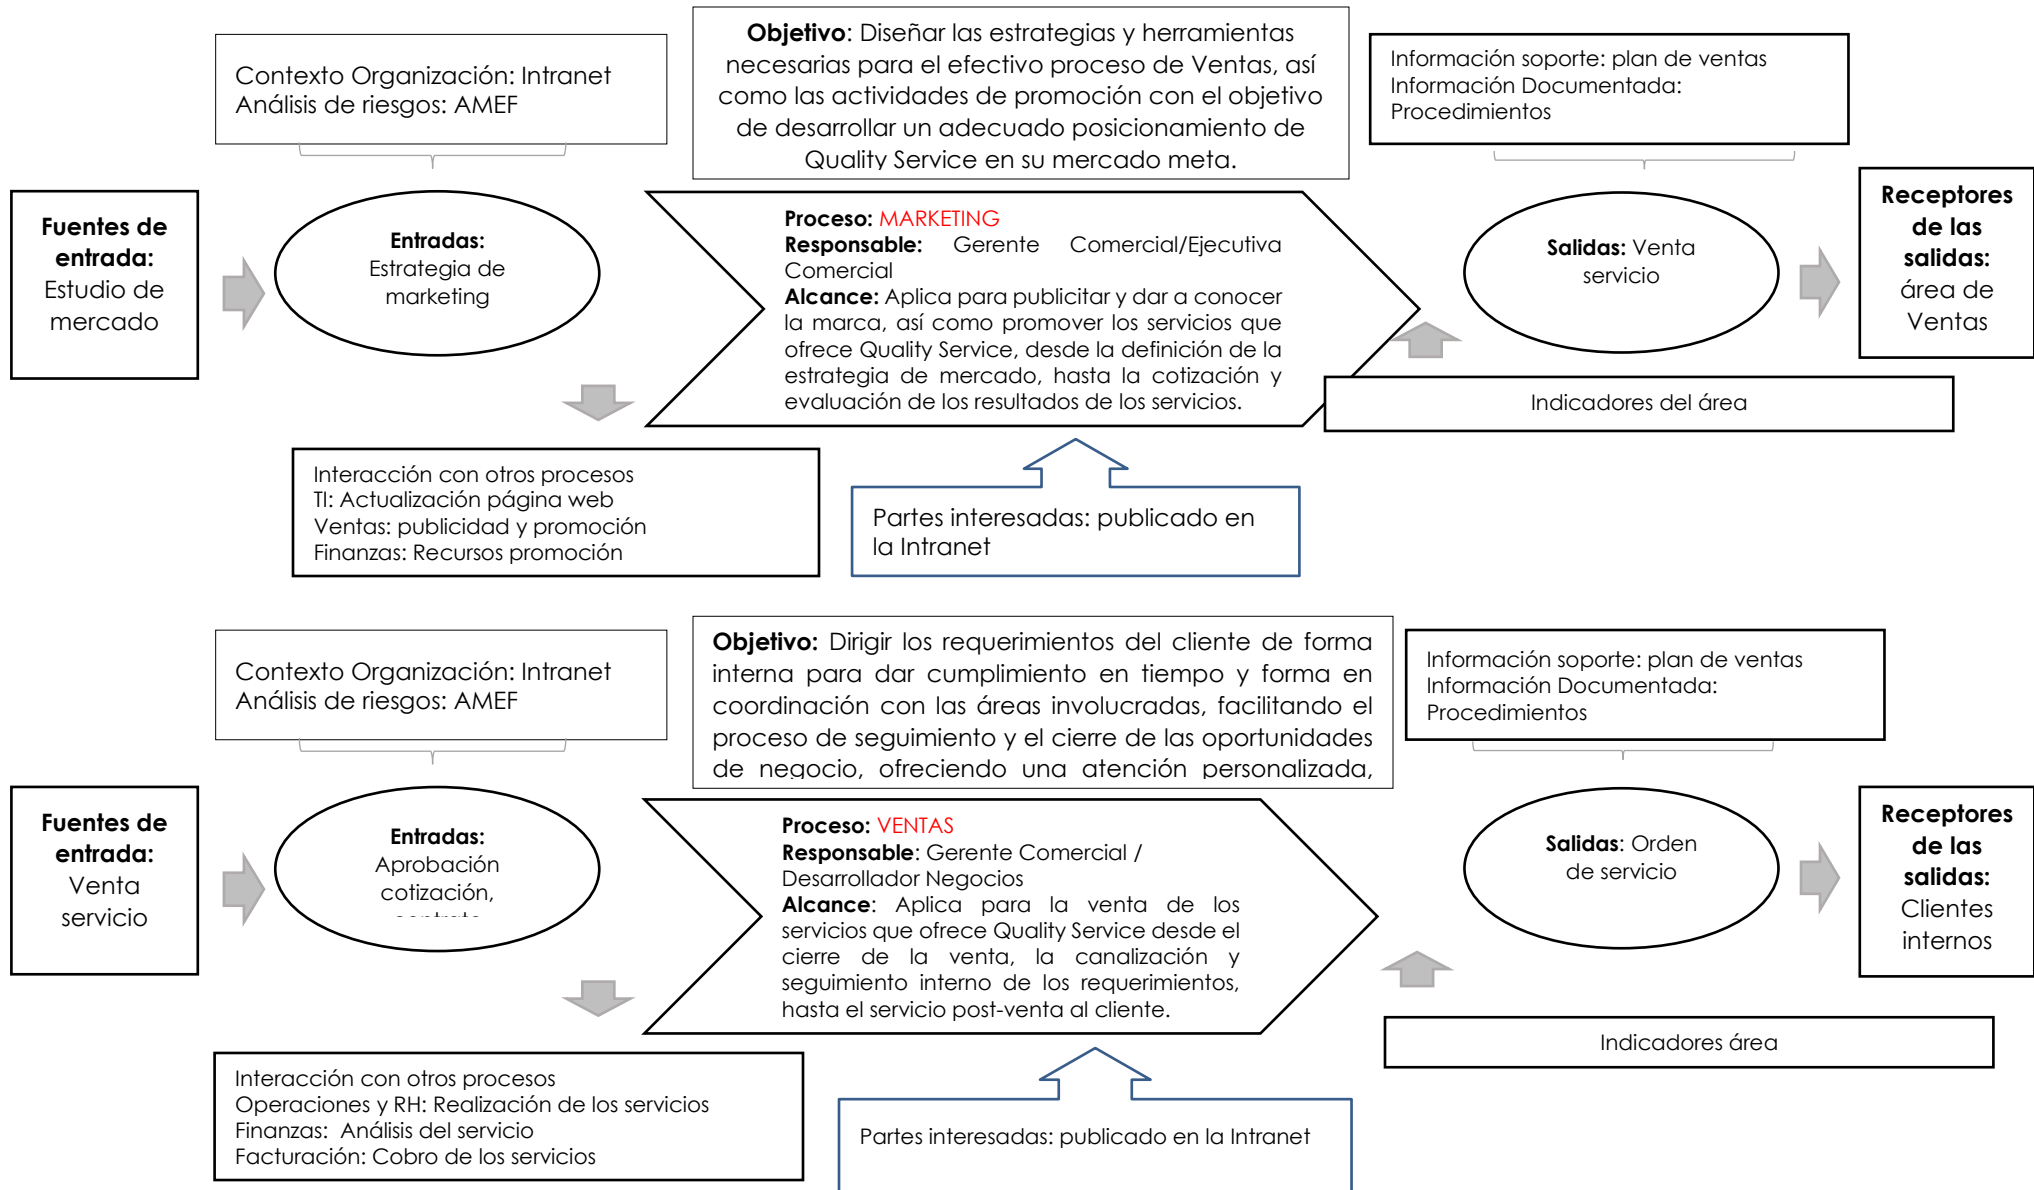 Contexto Organización: Intranet
Análisis de riesgos: AMEF
Objetivo: Diseñar las estrategias y herramientas
necesarias para el efectivo proceso de Ventas, así
como las actividades de promoción con el objetivo
de desarrollar un adecuado posicionamiento de
Quality Service en su mercado meta.
Información soporte: plan de ventas
Información Documentada:
Procedimientos
Fuentes de
entrada:
Estudio de
mercado
Entradas:
Estrategia de
marketing
Proceso: MARKETING
Responsable: Gerente Comercial/Ejecutiva
Comercial
Alcance: Aplica para publicitar y dar a conocer
la marca, así como promover los servicios que
ofrece Quality Service, desde la definición de la
estrategia de mercado, hasta la cotización y
evaluación de los resultados de los servicios.
Salidas: Venta
servicio
Receptores
de las
salidas:
área de
Ventas
Indicadores del área
Interacción con otros procesos
TI: Actualización página web
Ventas: publicidad y promoción
Finanzas: Recursos promoción
Partes interesadas: publicado en
la Intranet
Contexto Organización: Intranet
Análisis de riesgos: AMEF
Objetivo: Dirigir los requerimientos del cliente de forma
interna para dar cumplimiento en tiempo y forma en
coordinación con las áreas involucradas, facilitando el
proceso de seguimiento y el cierre de las oportunidades
de negocio, ofreciendo una atención personalizada,
Información soporte: plan de ventas
Información Documentada:
Procedimientos
Fuentes de
entrada:
Venta
servicio
Entradas:
Aprobación
cotización,
Proceso: VENTAS
Responsable: Gerente Comercial /
Desarrollador Negocios
Alcance: Aplica para la venta de los
servicios que ofrece Quality Service desde el
cierre de la venta, la canalización y
seguimiento interno de los requerimientos,
hasta el servicio post-venta al cliente.
Salidas: Orden
de servicio
Receptores
de las
salidas:
Clientes
internos
Indicadores área
Interacción con otros procesos
Operaciones y RH: Realización de los servicios
Finanzas: Análisis del servicio
Facturación: Cobro de los servicios
Partes interesadas: publicado en la Intranet